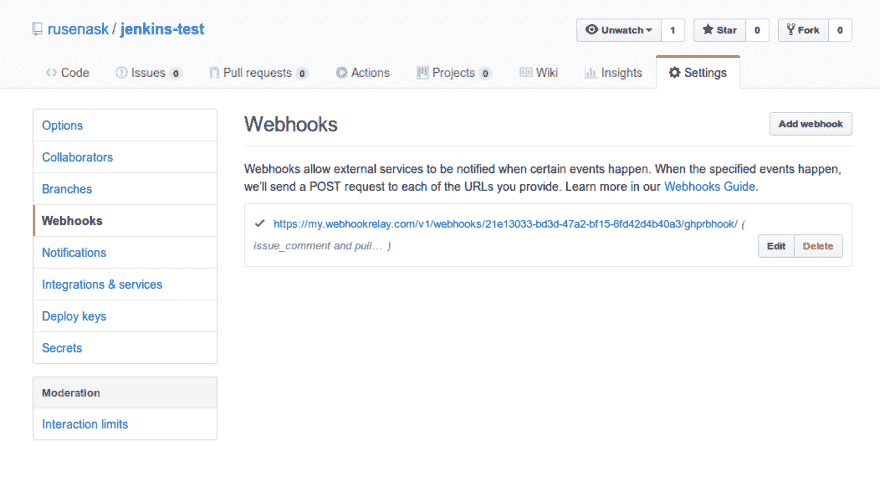 rusenask / jenkins-test
Unwatch 1 Star 0 Fork 0
Code Issues 0 Pull requests 0 Actions Projects 0 Wiki Insights Settings
Options
Collaborators
Branches
Webhooks
Notifications
Integrations & services
Deploy keys
Secrets
Moderation
Interaction limits
Webhooks
Add webhook
Webhooks allow external services to be notified when certain events happen. When the specified events happen,
we'll send a POST request to each of the URLs you provide. Learn more in our Webhooks Guide.
https://my.webhookrelay.com/v1/webhooks/21e13033-bd3d-47a2-bf15-6fd42d4b40a3/ghprbhook/ (
issue_comment and pull… )
Edit Delete